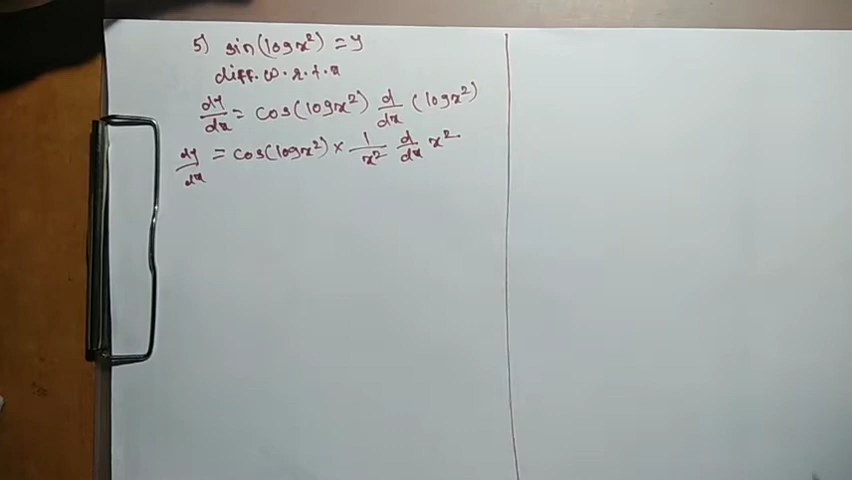 5) sin(logx²) = y
diff. w.r.t.x
dy/dx = cos(logx²) d/dx (logx²)
dy/dx = cos(logx²) × 1/x² d/dx x²